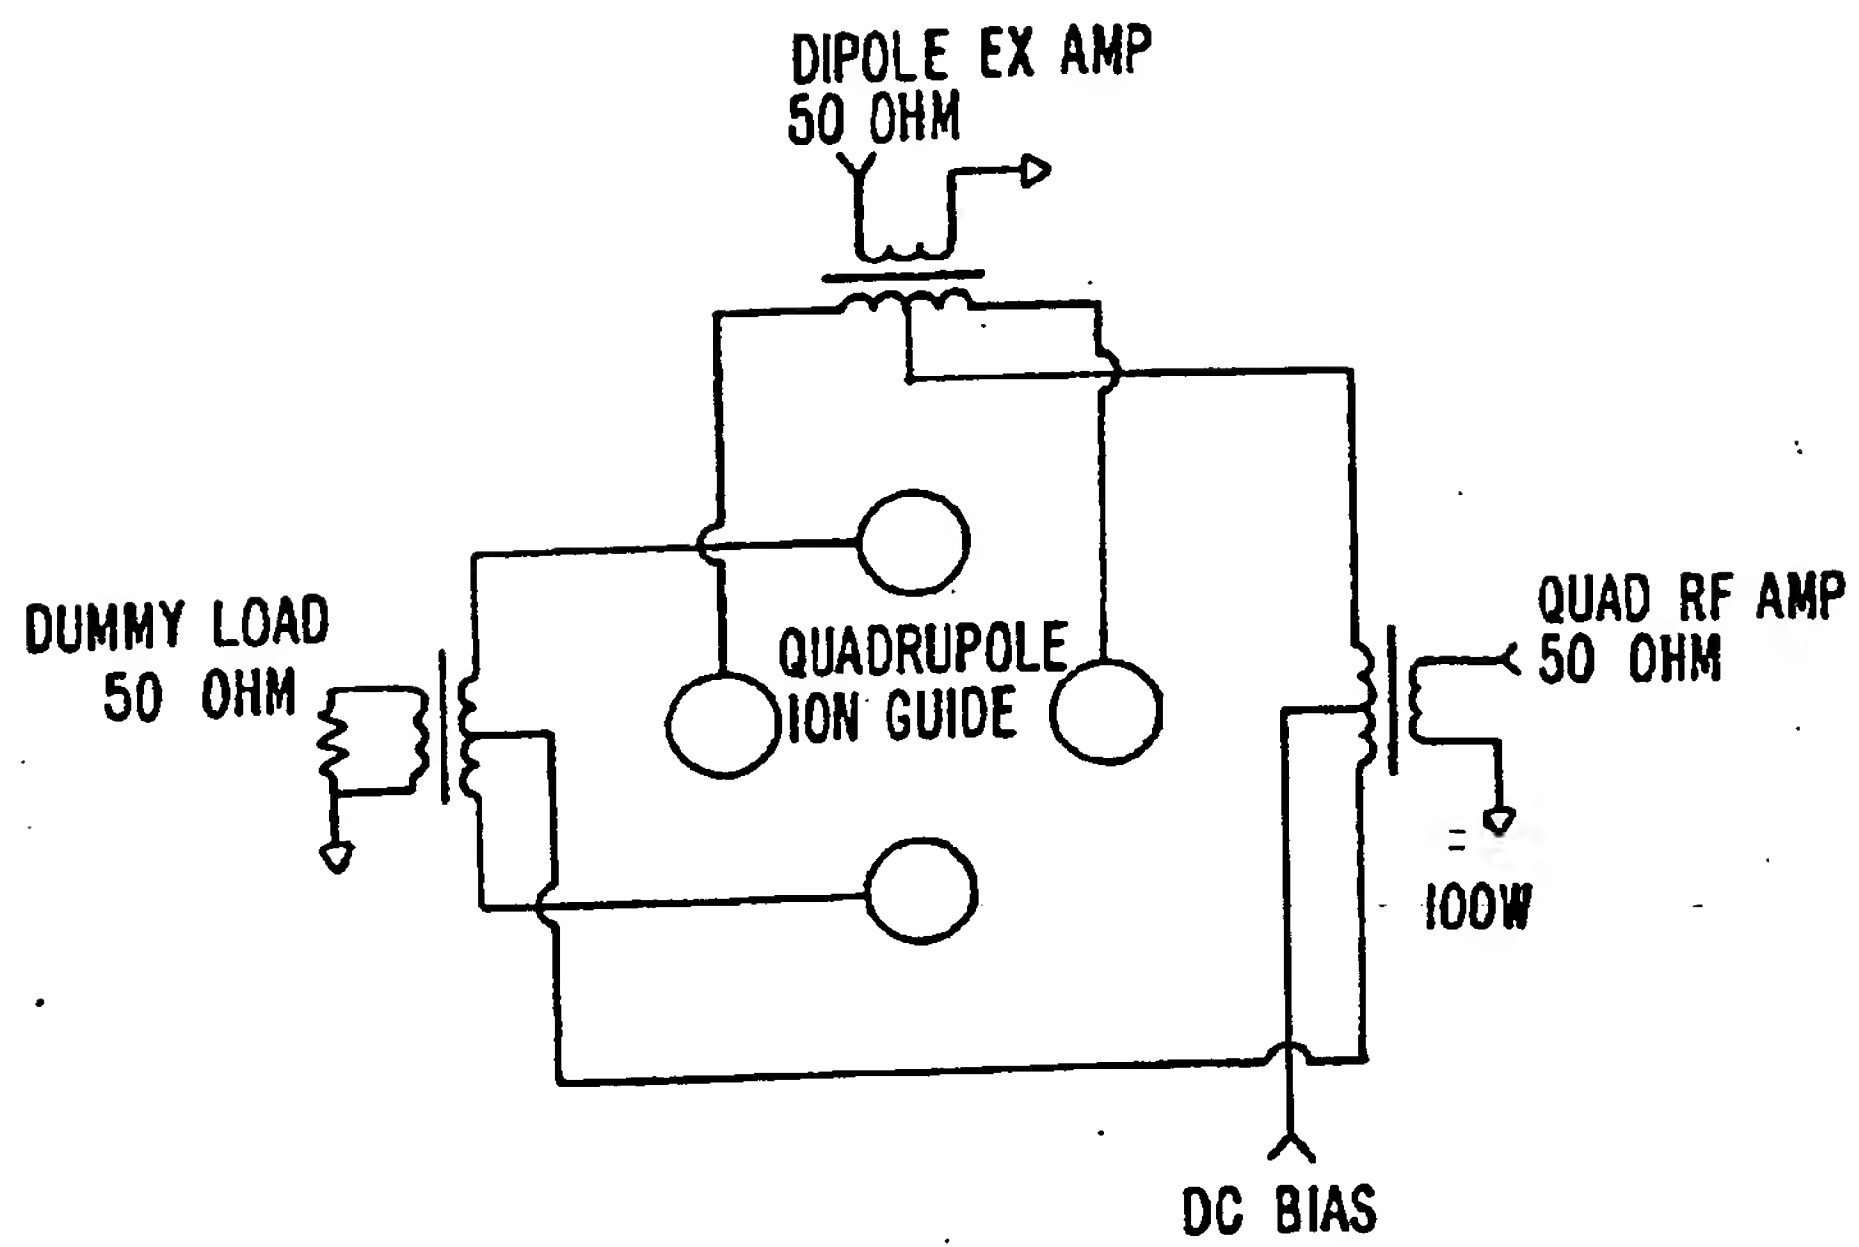 DIPOLE EX AMP
50 OHM
DUMMY LOAD
50 OHM
QUADRUPOLE
ION GUIDE
QUAD RF AMP
50 OHM
100W
DC BIAS